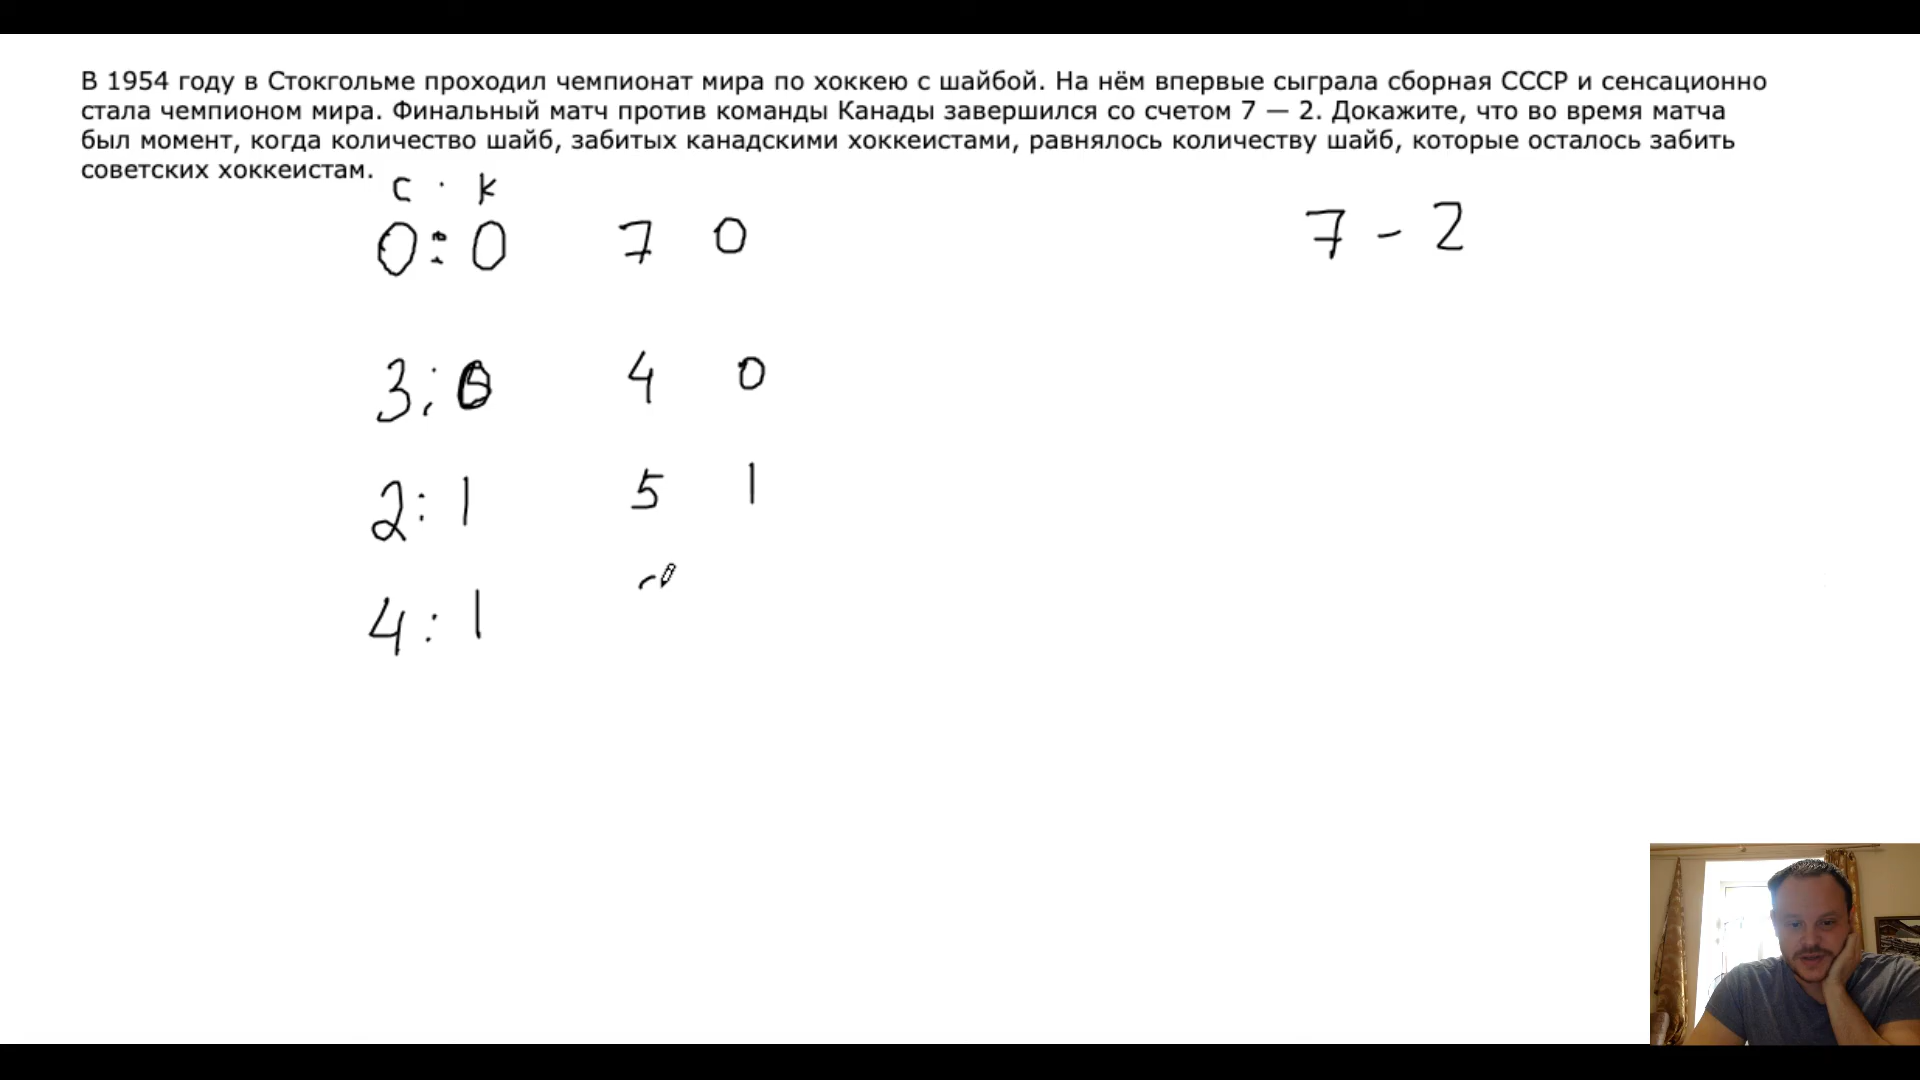 В 1954 году в Стокгольме проходил чемпионат мира по хоккею с шайбой. На нём впервые сыграла сборная СССР и сенсационно
стала чемпионом мира. Финальный матч против команды Канады завершился со счетом 7 — 2. Докажите, что во время матча
был момент, когда количество шайб, забитых канадскими хоккеистами, равнялось количеству шайб, которые осталось забить
советских хоккеистам.
С : К
0 : 0 7 0 7 - 2
3 : 0 4 0
2 : 1 5 1
4 : 1